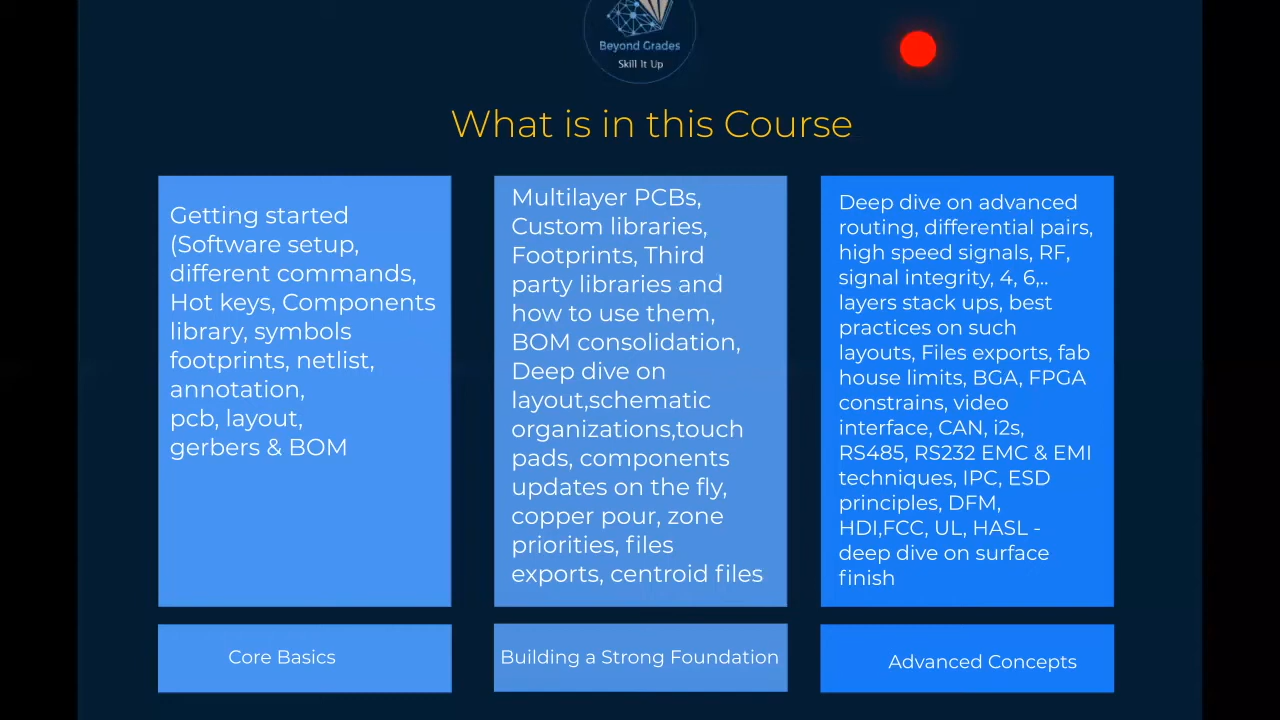 Beyond Grades
Skill It Up
What is in this Course
Getting started
(Software setup,
different commands,
Hot keys, Components
library, symbols
footprints, netlist,
annotation,
pcb, layout,
gerbers & BOM
Core Basics
Multilayer PCBs,
Custom libraries,
Footprints, Third
party libraries and
how to use them,
BOM consolidation,
Deep dive on
layout,schematic
organizations,touch
pads, components
updates on the fly,
copper pour, zone
priorities, files
exports, centroid files
Building a Strong Foundation
Deep dive on advanced
routing, differential pairs,
high speed signals, RF,
signal integrity, 4, 6,..
layers stack ups, best
practices on such
layouts, Files exports, fab
house limits, BGA, FPGA
constrains, video
interface, CAN, i2s,
RS485, RS232 EMC & EMI
techniques, IPC, ESD
principles, DFM,
HDI,FCC, UL, HASL -
deep dive on surface
finish
Advanced Concepts